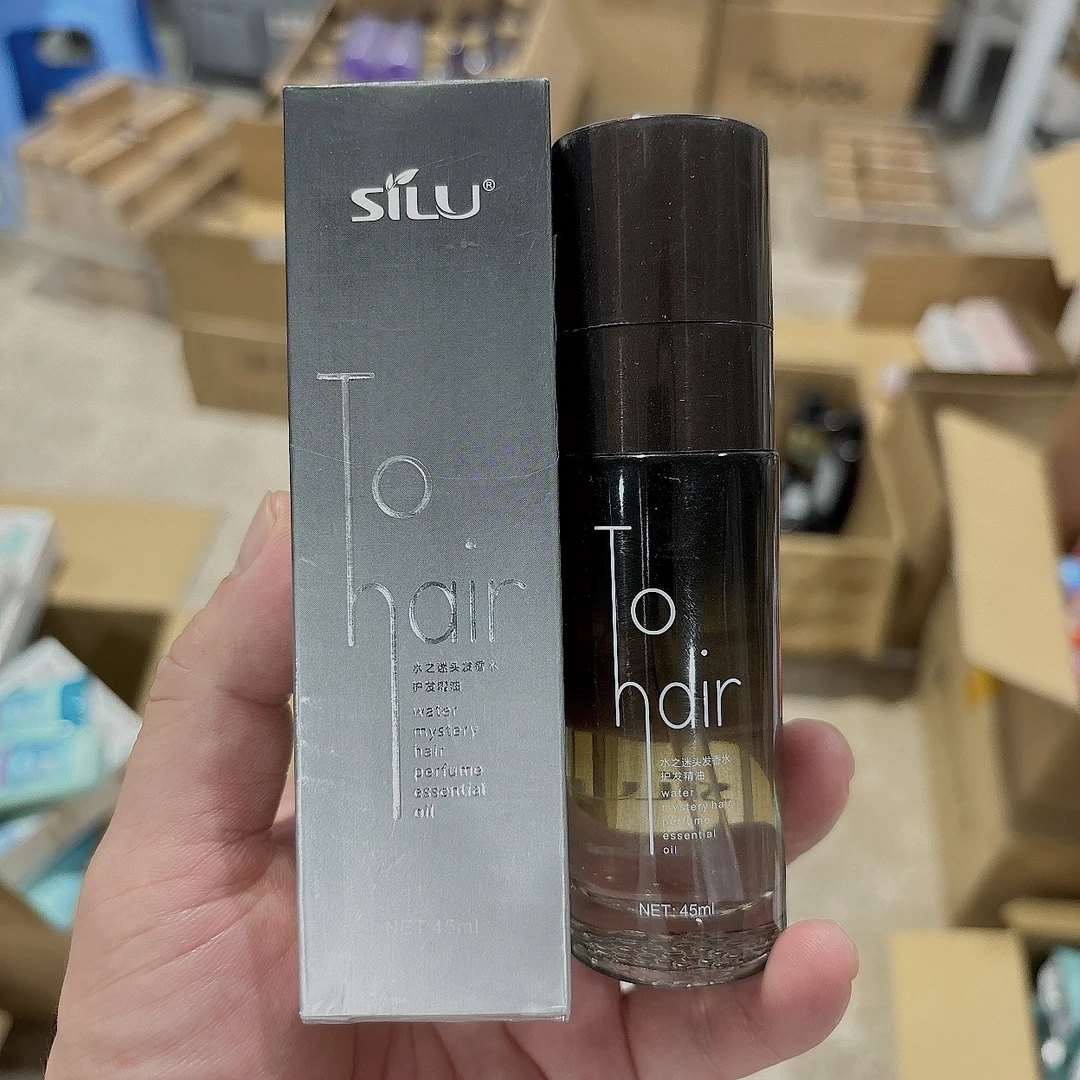 SiLU®
To
hair
水之迷头发香水
护发精油
water
mystery
hair
perfume
essential
oil
NET: 45ml
To
hair
水之迷头发香水
护发精油
water
mystery hair
perfume
essential
oil
NET: 45ml